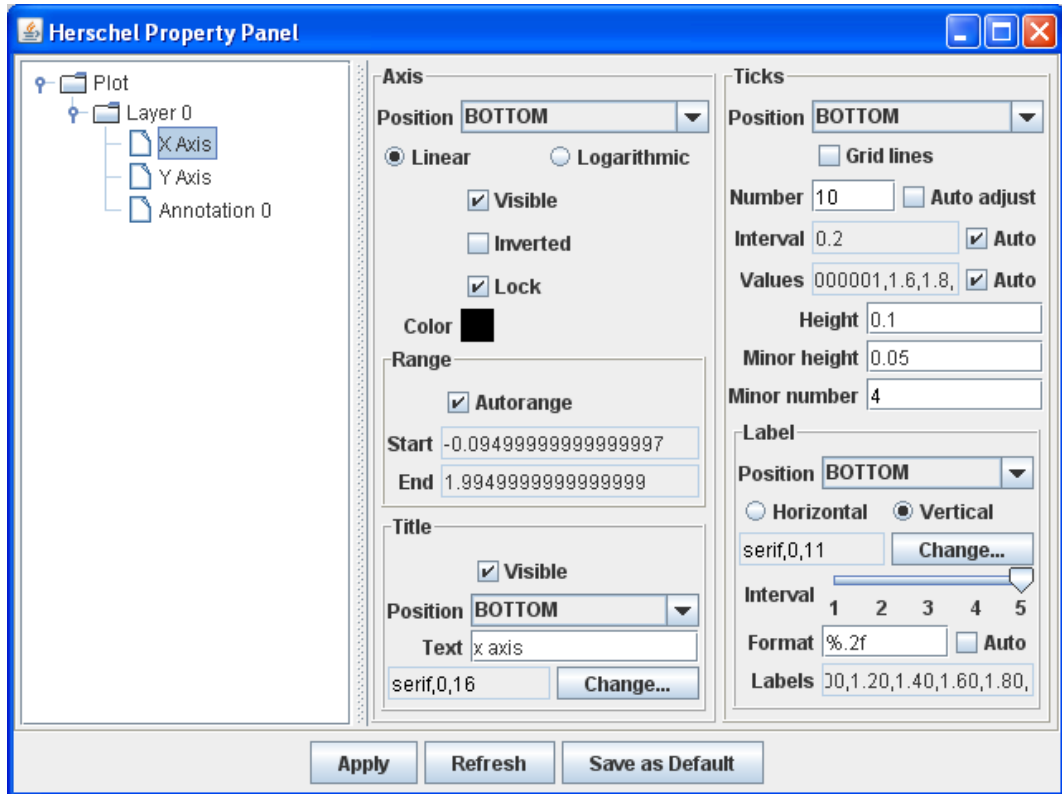 Herschel Property Panel
Plot
Layer 0
X Axis
Y Axis
Annotation 0
Axis
Position BOTTOM
Linear Logarithmic
Visible
Inverted
Lock
Color
Range
Autorange
Start -0.09499999999999997
End 1.9949999999999999
Title
Visible
Position BOTTOM
Text x axis
serif,0,16 Change...
Ticks
Position BOTTOM
Grid lines
Number 10 Auto adjust
Interval 0.2 Auto
Values 000001,1.6,1.8, Auto
Height 0.1
Minor height 0.05
Minor number 4
Label
Position BOTTOM
Horizontal Vertical
serif,0,11 Change...
Interval
1 2 3 4 5
Format %.2f Auto
Labels 00,1.20,1.40,1.60,1.80,
Apply Refresh Save as Default